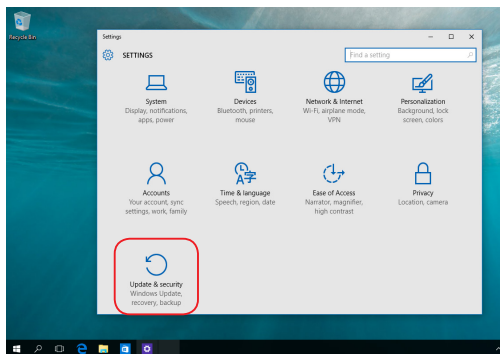 Recycle Bin
Settings
SETTINGS
Find a setting
System
Display, notifications,
apps, power
Devices
Bluetooth, printers,
mouse
Network & Internet
Wi-Fi, airplane mode,
VPN
Personalization
Background, lock
screen, colors
Accounts
Your account, sync
settings, work, family
Time & language
Speech, region, date
Ease of Access
Narrator, magnifier,
high contrast
Privacy
Location, camera
Update & security
Windows Update,
recovery, backup